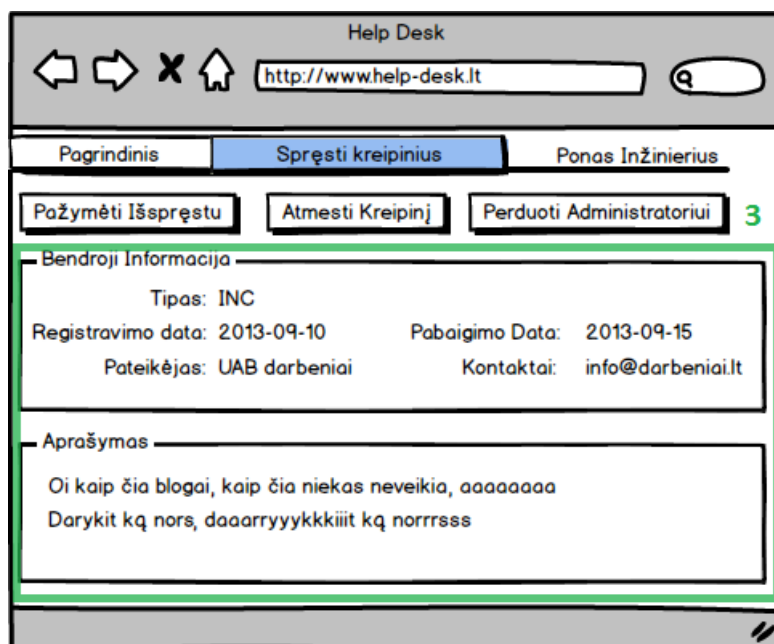 Help Desk
http://www.help-desk.lt
Pagrindinis Spręsti kreipinius Ponas Inžinierius
Pažymėti Išspręstu Atmesti Kreipinį Perduoti Administratoriui 3
Bendroji Informacija
Tipas: INC
Registravimo data: 2013-09-10 Pabaigimo Data: 2013-09-15
Pateikėjas: UAB darbeniai Kontaktai: info@darbeniai.lt
Aprašymas
Oi kaip čia blogai, kaip čia niekas neveikia, aaaaaaaa
Darykit ką nors, daaarryyykkkiiit ką norrrsss